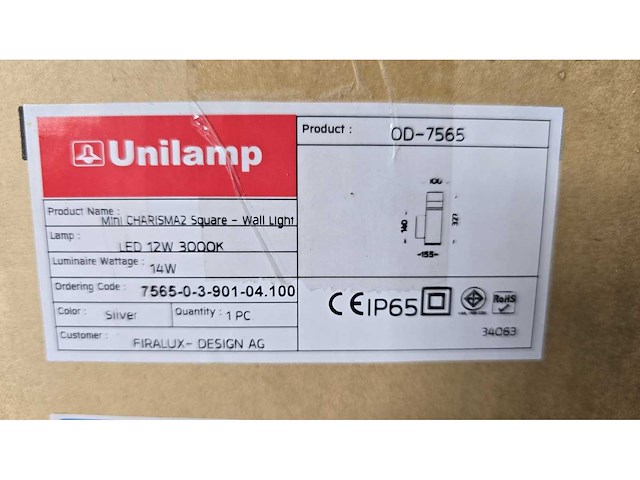 Unilamp
Product : OD-7565
Product Name : Mini CHARISMA2 Square - Wall Light
Lamp : LED 12W 3000K
Luminaire Wattage : 14W
Ordering Code : 7565-0-3-901-04.100
Color : Silver Quantity : 1 PC
Customer : FIRALUX- DESIGN AG
100
140
327
155
CE IP65 RoHS
34063